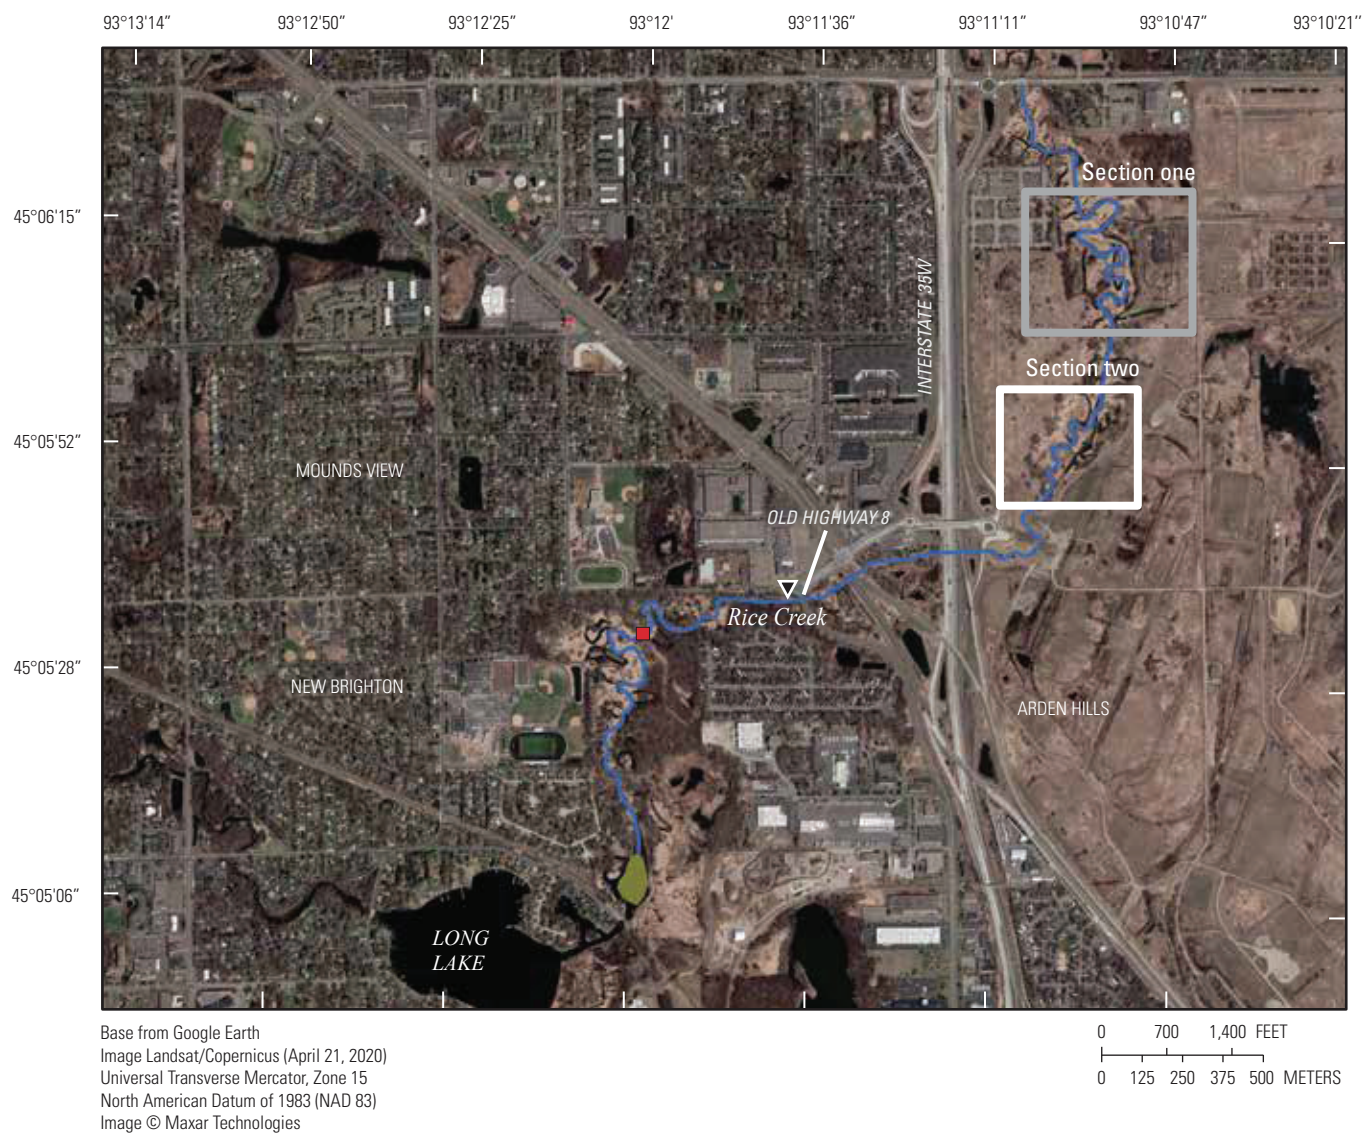 93°13'14" 93°12'50" 93°12'25" 93°12' 93°11'36" 93°11'11" 93°10'47" 93°10'21"
Section one
45°06'15"
INTERSTATE 35W
Section two
45°05'52"
MOUNDS VIEW
OLD HIGHWAY 8
Rice Creek
45°05'28"
NEW BRIGHTON
ARDEN HILLS
45°05'06"
LONG
LAKE
Base from Google Earth
Image Landsat/Copernicus (April 21, 2020)
Universal Transverse Mercator, Zone 15
North American Datum of 1983 (NAD 83)
Image © Maxar Technologies
0 700 1,400 FEET
0 125 250 375 500 METERS